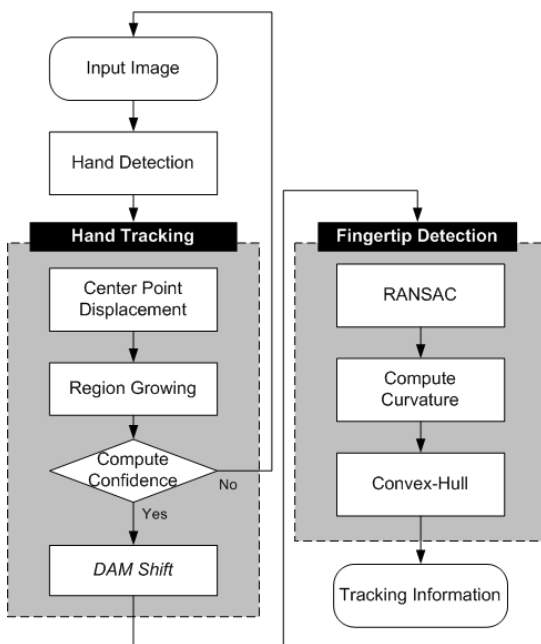 Input Image
Hand Detection
Hand Tracking
Center Point
Displacement
Region Growing
Compute
Confidence
No
Yes
DAM Shift
Fingertip Detection
RANSAC
Compute
Curvature
Convex-Hull
Tracking Information